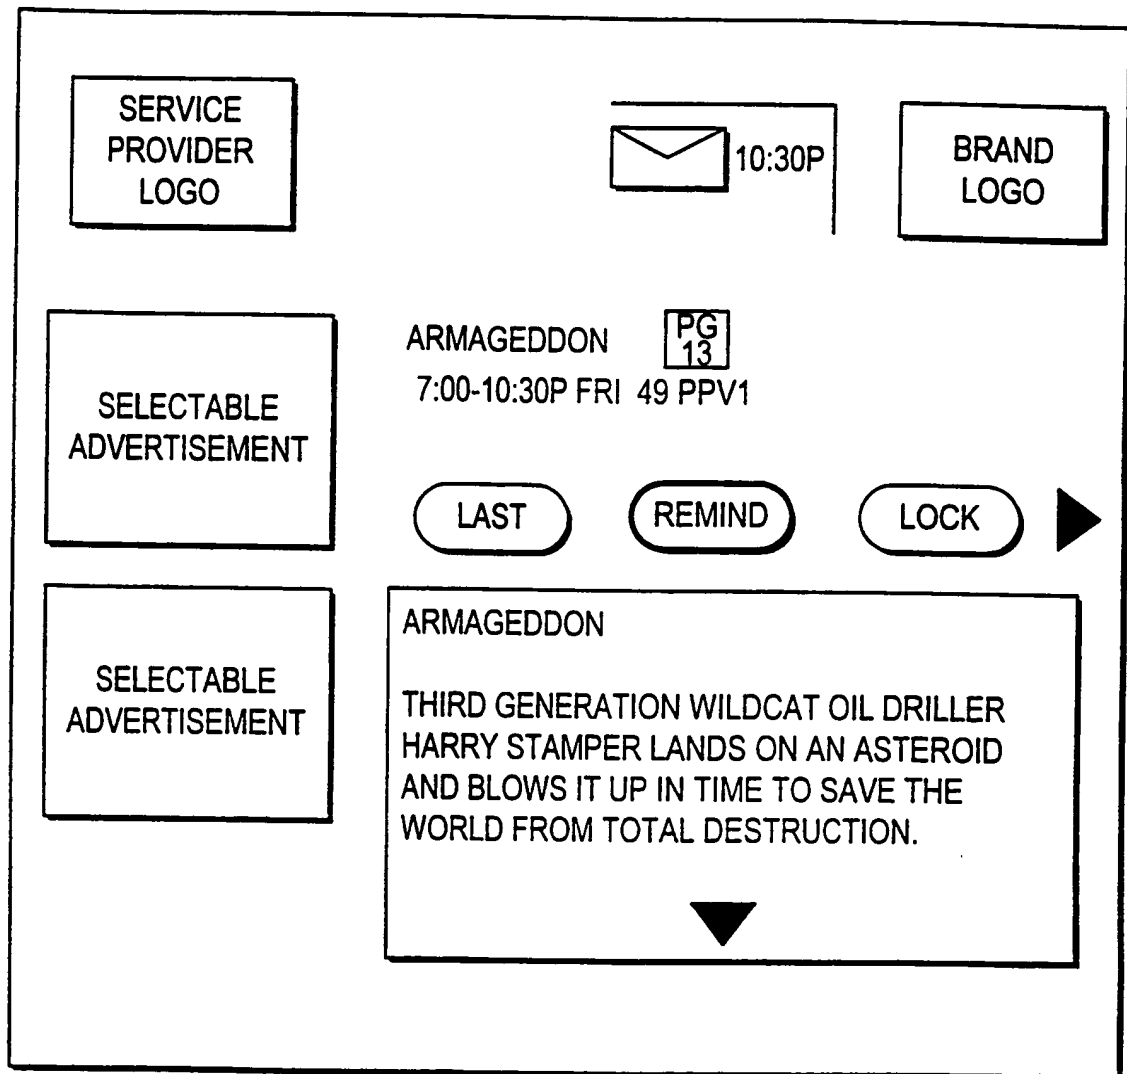 SERVICE
PROVIDER
LOGO
10:30P
BRAND
LOGO
SELECTABLE
ADVERTISEMENT
ARMAGEDDON
PG
13
7:00-10:30P FRI 49 PPV1
LAST
REMIND
LOCK
SELECTABLE
ADVERTISEMENT
ARMAGEDDON
THIRD GENERATION WILDCAT OIL DRILLER
HARRY STAMPER LANDS ON AN ASTEROID
AND BLOWS IT UP IN TIME TO SAVE THE
WORLD FROM TOTAL DESTRUCTION.